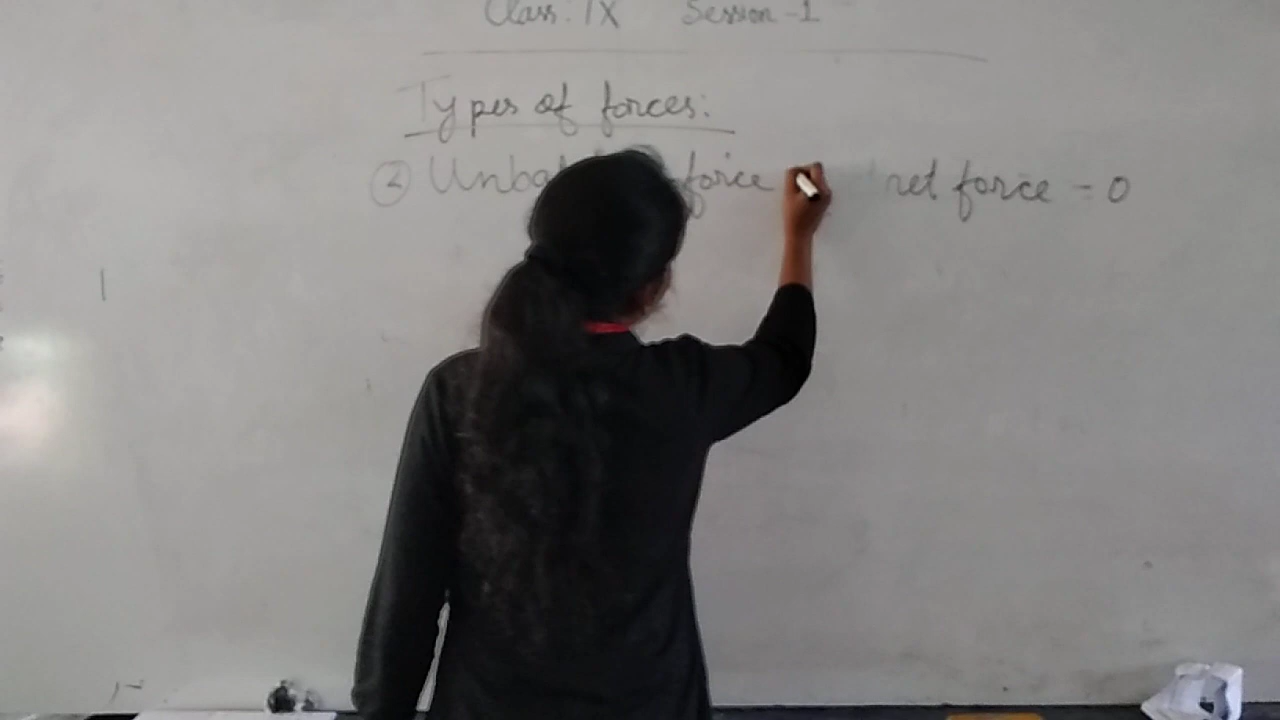 Class: IX Session-1
Types of forces:
② force net force = 0